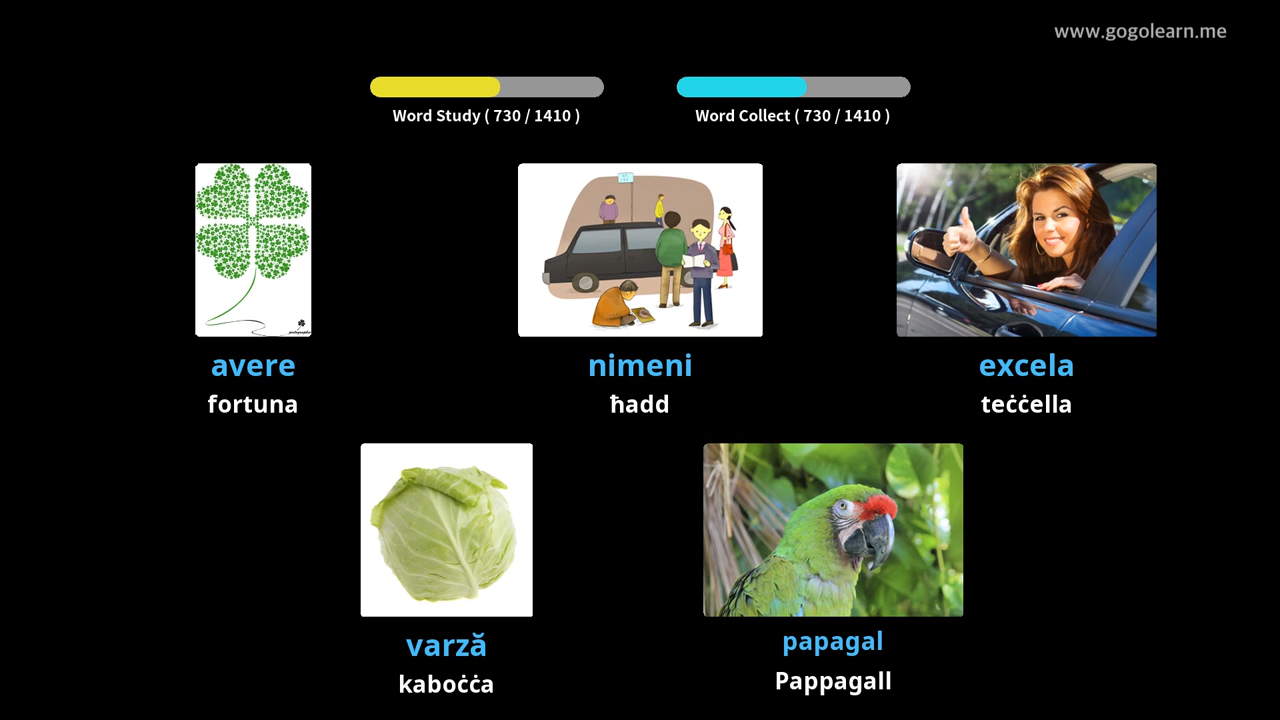 www.gogolearn.me
Word Study ( 730 / 1410 )
Word Collect ( 730 / 1410 )
avere
fortuna
nimeni
ħadd
excela
teċċella
varză
kaboċċa
papagal
Pappagall